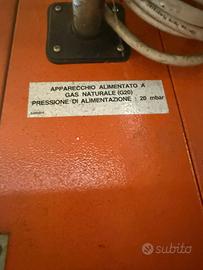 APPARECCHIO ALIMENTATO A
GAS NATURALE (G20)
PRESSIONE DI ALIMENTAZIONE : 20 mbar
subito